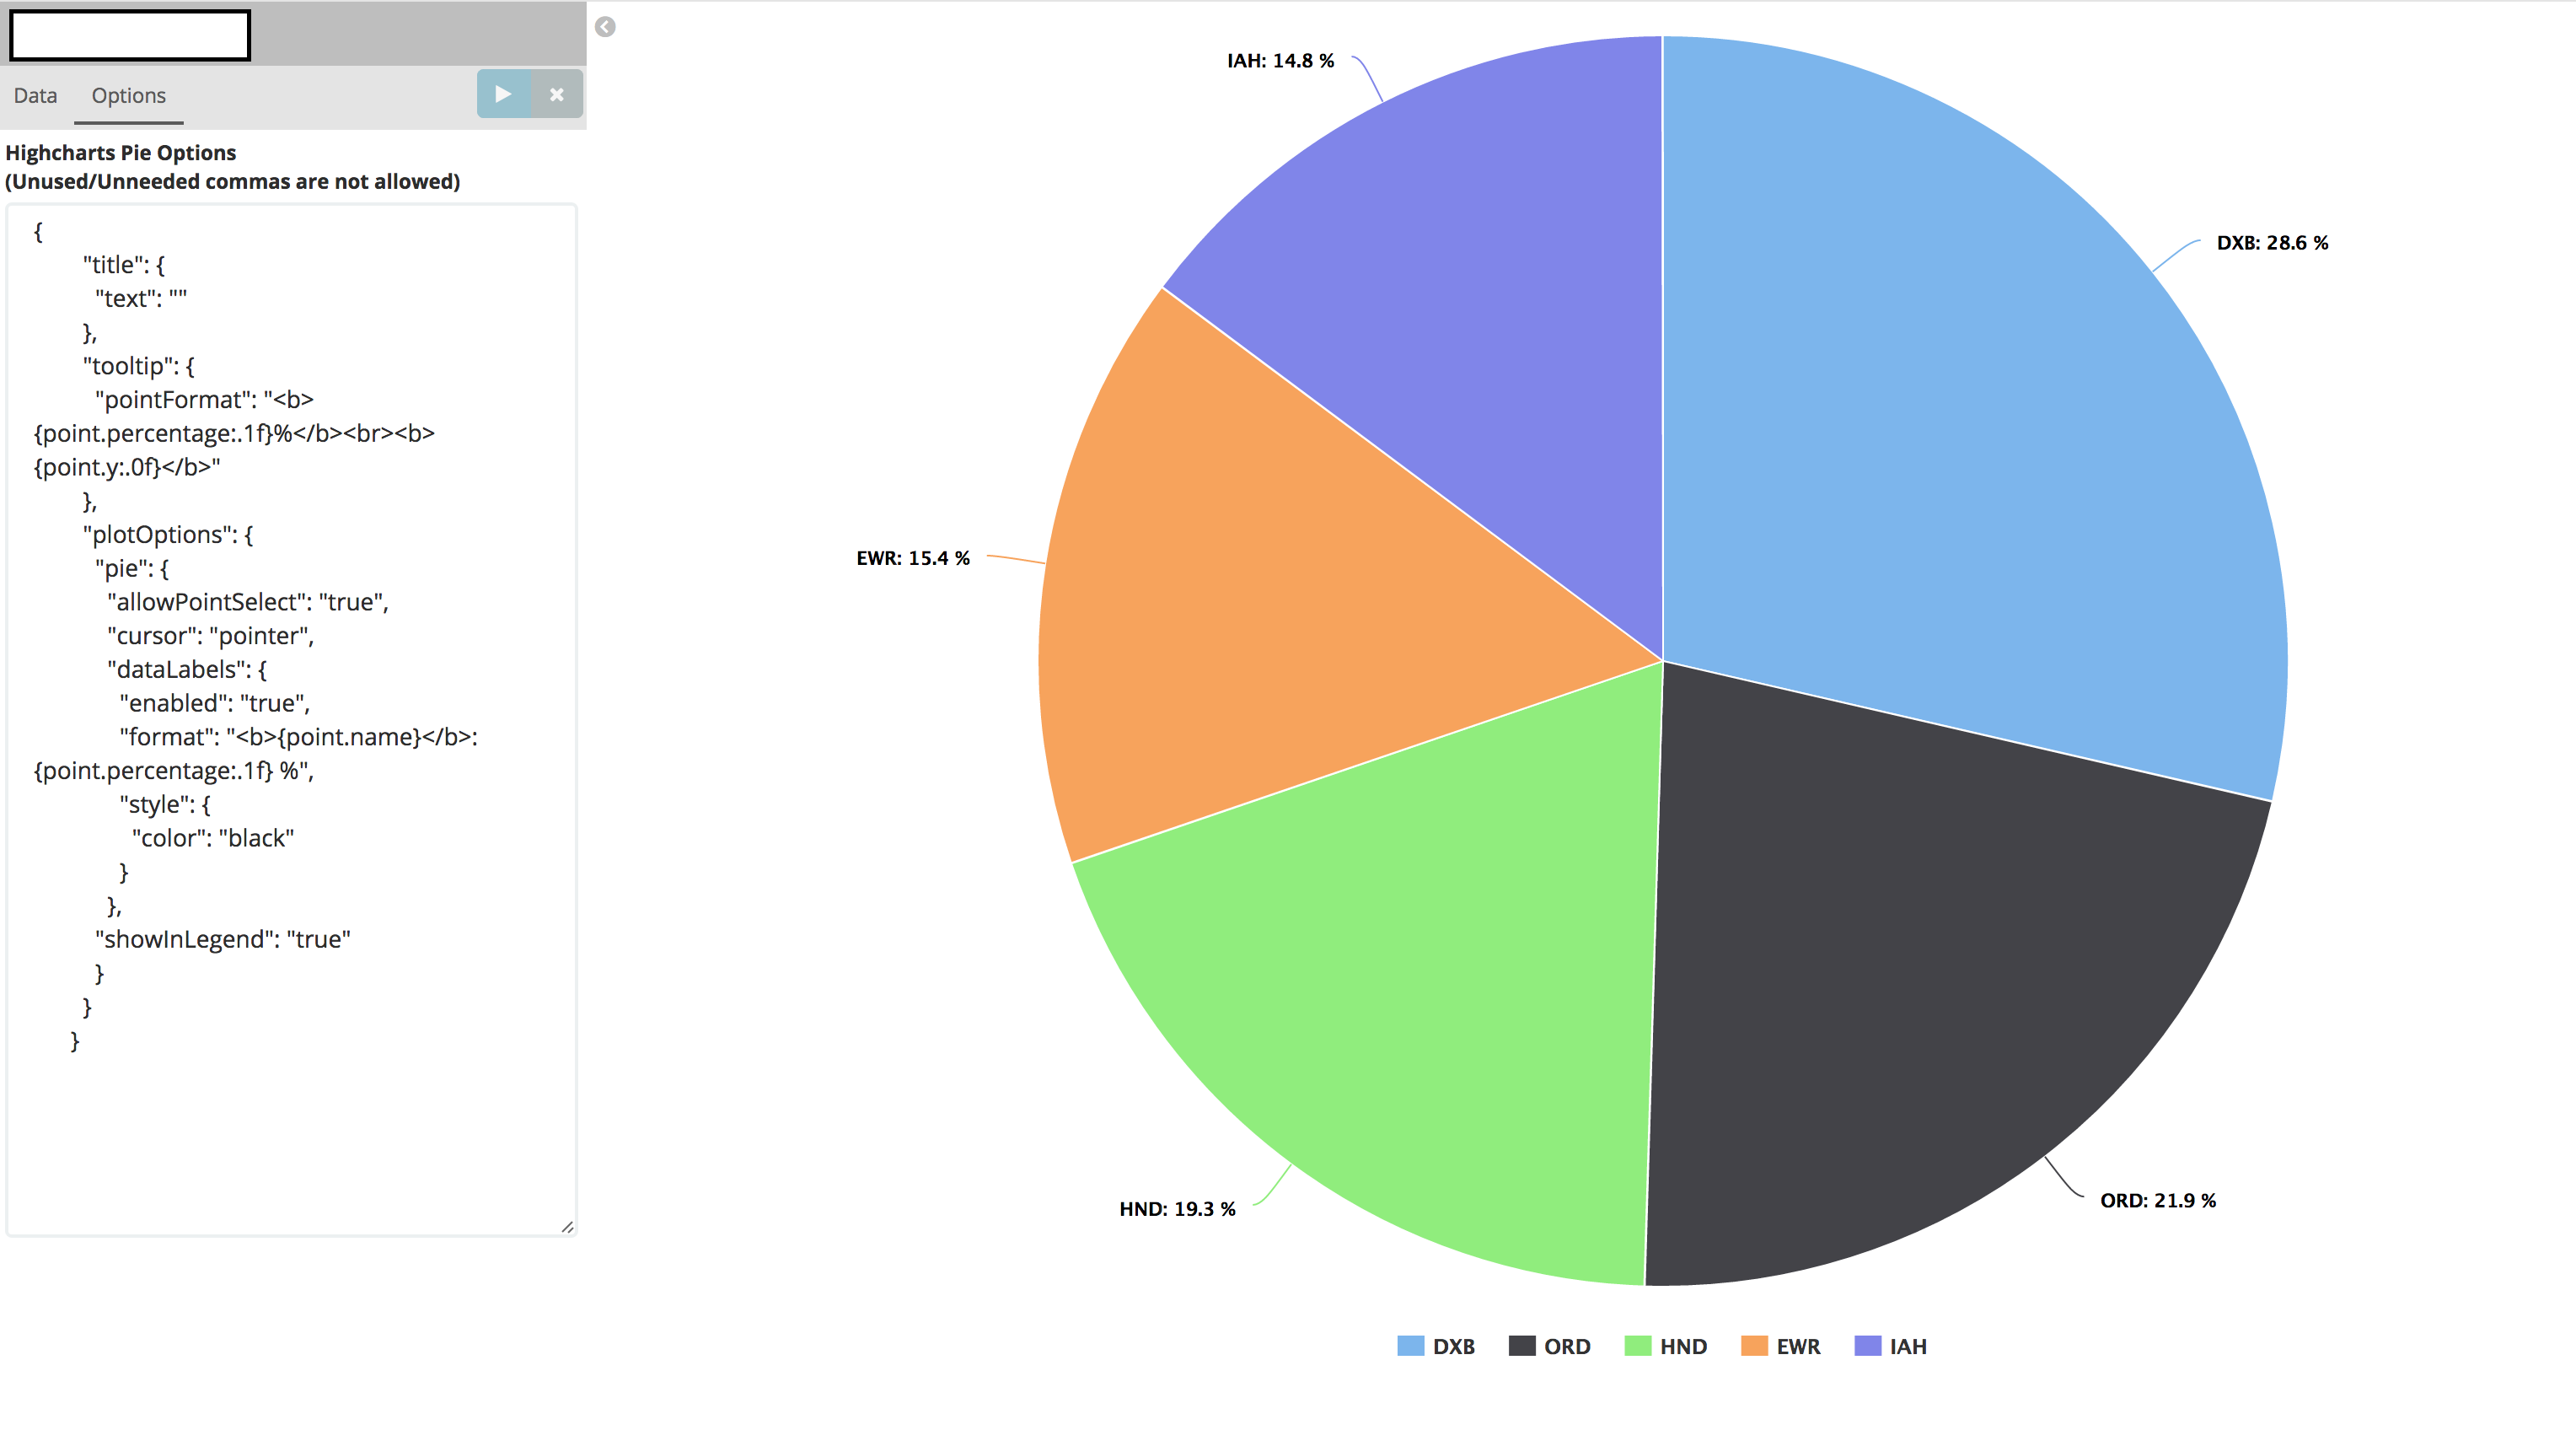 Data Options
Highcharts Pie Options
(Unused/Unneeded commas are not allowed)
{
"title": {
"text": ""
},
"tooltip": {
"pointFormat": "<b>
{point.percentage:.1f}%</b><br><b>
{point.y:.0f}</b>"
},
"plotOptions": {
"pie": {
"allowPointSelect": "true",
"cursor": "pointer",
"dataLabels": {
"enabled": "true",
"format": "<b>{point.name}</b>:
{point.percentage:.1f} %",
"style": {
"color": "black"
}
},
"showInLegend": "true"
}
}
}
IAH: 14.8 %
DXB: 28.6 %
EWR: 15.4 %
ORD: 21.9 %
HND: 19.3 %
DXB ORD HND EWR IAH